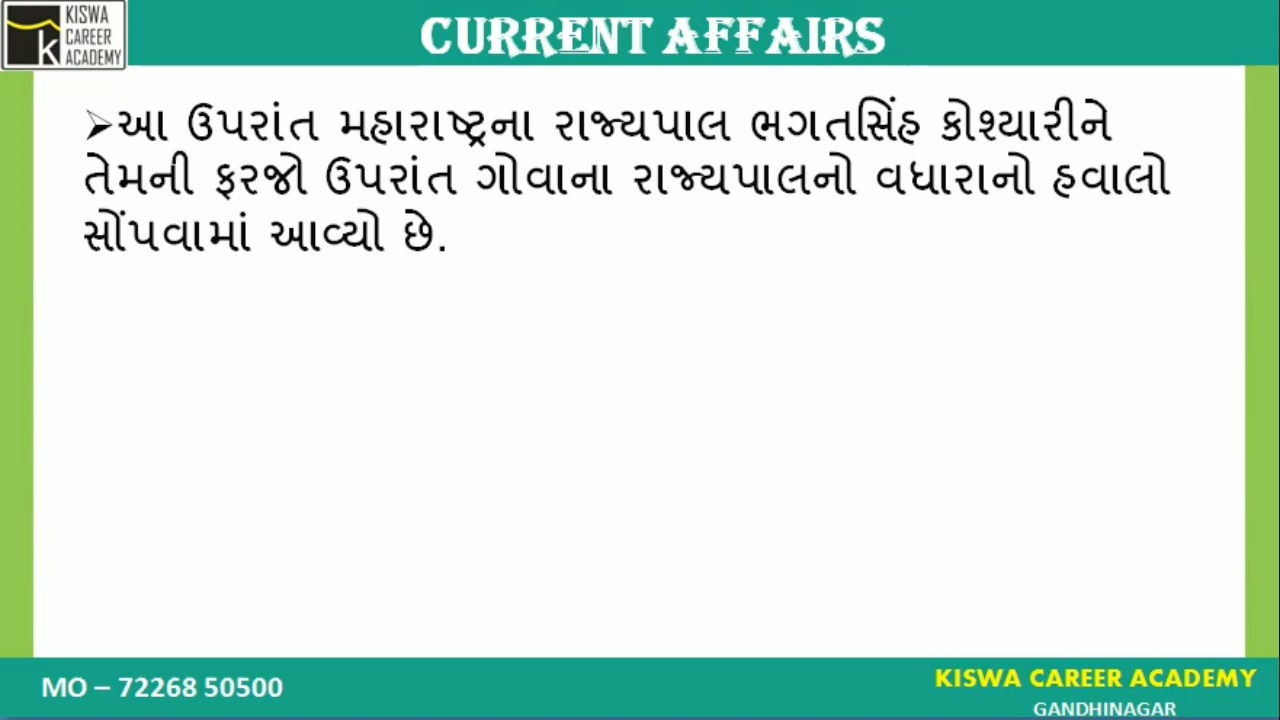 KISWA
CAREER
ACADEMY
k
CURRENT AFFAIRS
➢આ ઉપરાંત મહારાષ્ટ્રના રાજ્યપાલ ભગતસિંહ કોશ્યારીને
તેમની ફરજો ઉપરાંત ગોવાના રાજ્યપાલનો વધારાનો હવાલો
સોંપવામાં આવ્યો છે.
MO – 72268 50500
KISWA CAREER ACADEMY
GANDHINAGAR